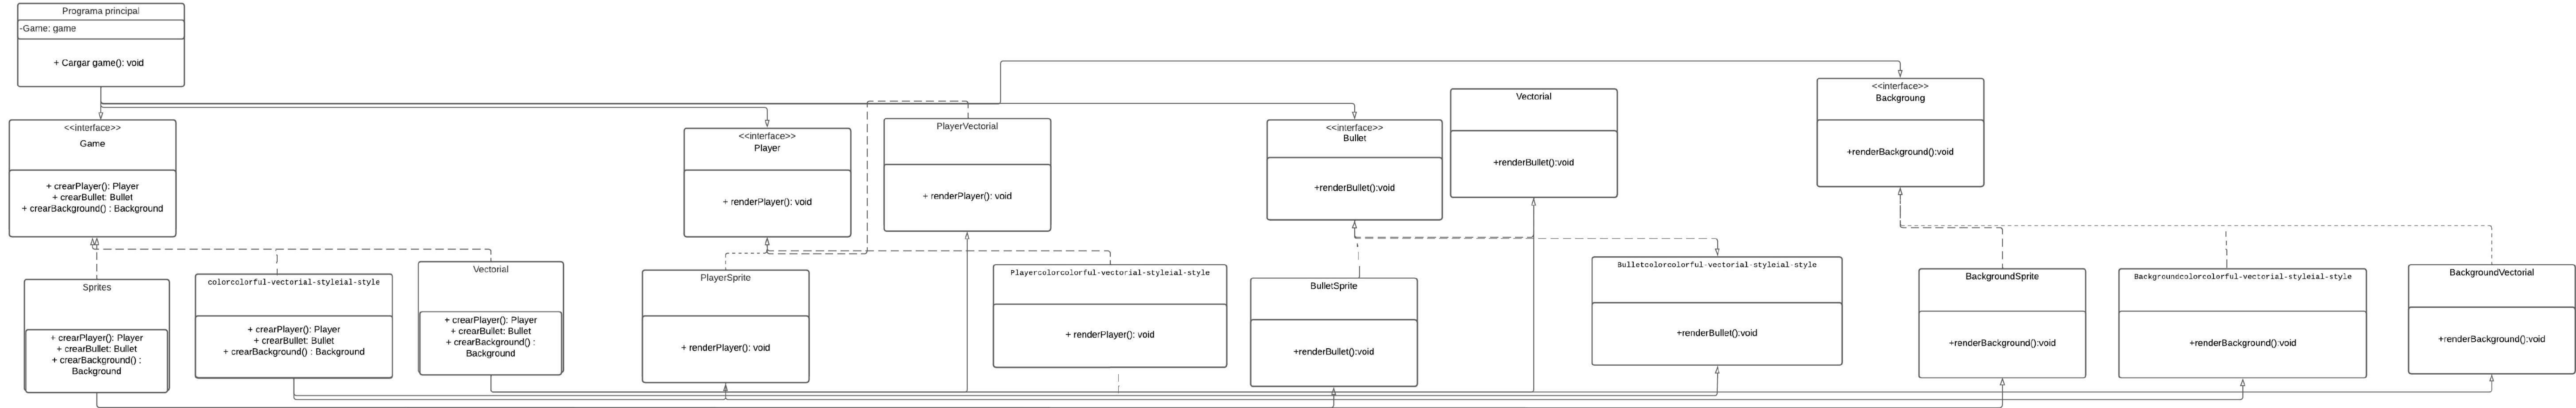 Programa principal
-Game: game
+ Cargar game(): void
<<interface>>
Game
+ crearPlayer(): Player
+ crearBullet: Bullet
+ crearBackground() : Background
<<interface>>
Player
+ renderPlayer(): void
PlayerVectorial
+ renderPlayer(): void
<<interface>>
Bullet
+renderBullet():void
Vectorial
+renderBullet():void
<<interface>>
Backgroung
+renderBackground():void
Sprites
+ crearPlayer(): Player
+ crearBullet: Bullet
+ crearBackground() :
Background
colorcolorful-vectorial-styleial-style
+ crearPlayer(): Player
+ crearBullet: Bullet
+ crearBackground() : Background
Vectorial
+ crearPlayer(): Player
+ crearBullet: Bullet
+ crearBackground() :
Background
PlayerSprite
+ renderPlayer(): void
Playercolorcolorful-vectorial-styleial-style
+ renderPlayer(): void
BulletSprite
+renderBullet():void
Bulletcolorcolorful-vectorial-styleial-style
+renderBullet():void
BackgroundSprite
+renderBackground():void
Backgroundcolorcolorful-vectorial-styleial-style
+renderBackground():void
BackgroundVectorial
+renderBackground():void